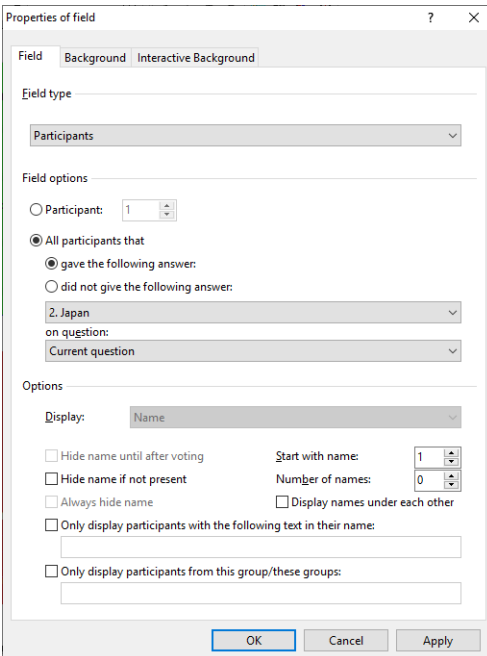 Properties of field ? ×
Field Background Interactive Background
Field type
Participants
Field options
Participant: 1
All participants that
gave the following answer:
did not give the following answer:
2. Japan
on question:
Current question
Options
Display: Name
Hide name until after voting Start with name: 1
Hide name if not present Number of names: 0
Always hide name Display names under each other
Only display participants with the following text in their name:
Only display participants from this group/these groups:
OK Cancel Apply